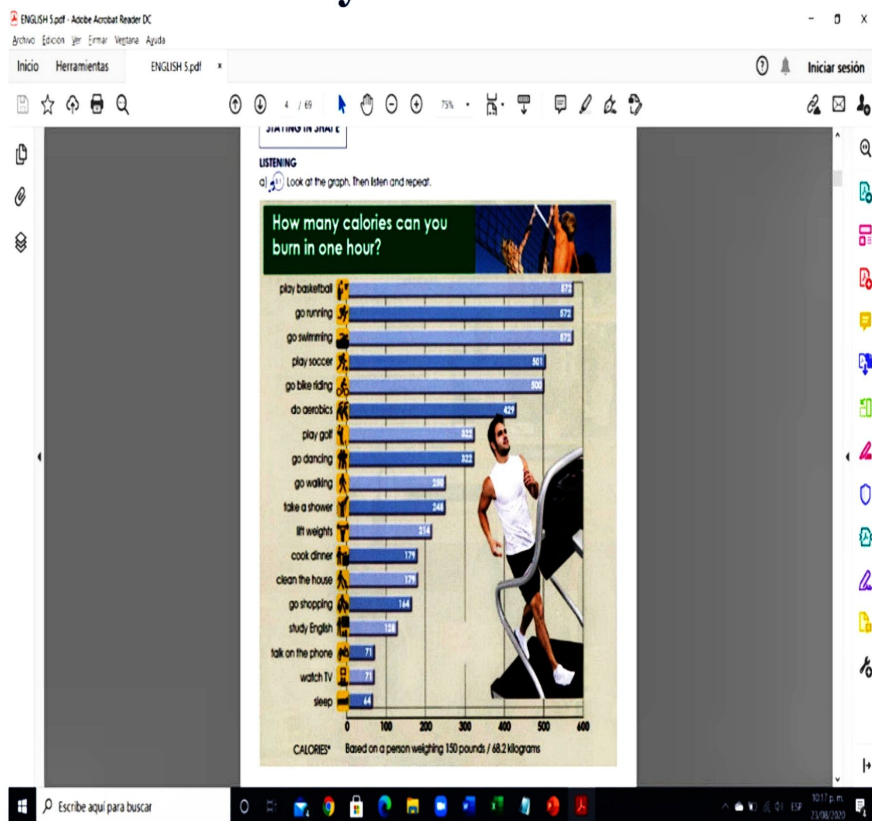 ENGLISH 5.pdf - Adobe Acrobat Reader DC
Archivo Edición Ver Firmar Ventana Ayuda
Inicio Herramientas ENGLISH 5.pdf × Iniciar sesión
4 / 69 75%
STAYING IN SHAPE
LISTENING
a) Look at the graph. Then listen and repeat.
How many calories can you
burn in one hour?
play basketball 572
go running 572
go swimming 572
play soccer 501
go bike riding 500
do aerobics 429
play golf 322
go dancing 322
go walking
take a shower 248
lift weights 214
cook dinner 179
clean the house 179
go shopping 164
study English
talk on the phone 71
watch TV 71
sleep 64
0 100 200 300 400 500 600
CALORIES* Based on a person weighing 150 pounds / 68.2 kilograms
Escribe aquí para buscar
ESP
10:17 p. m.
23/08/2020